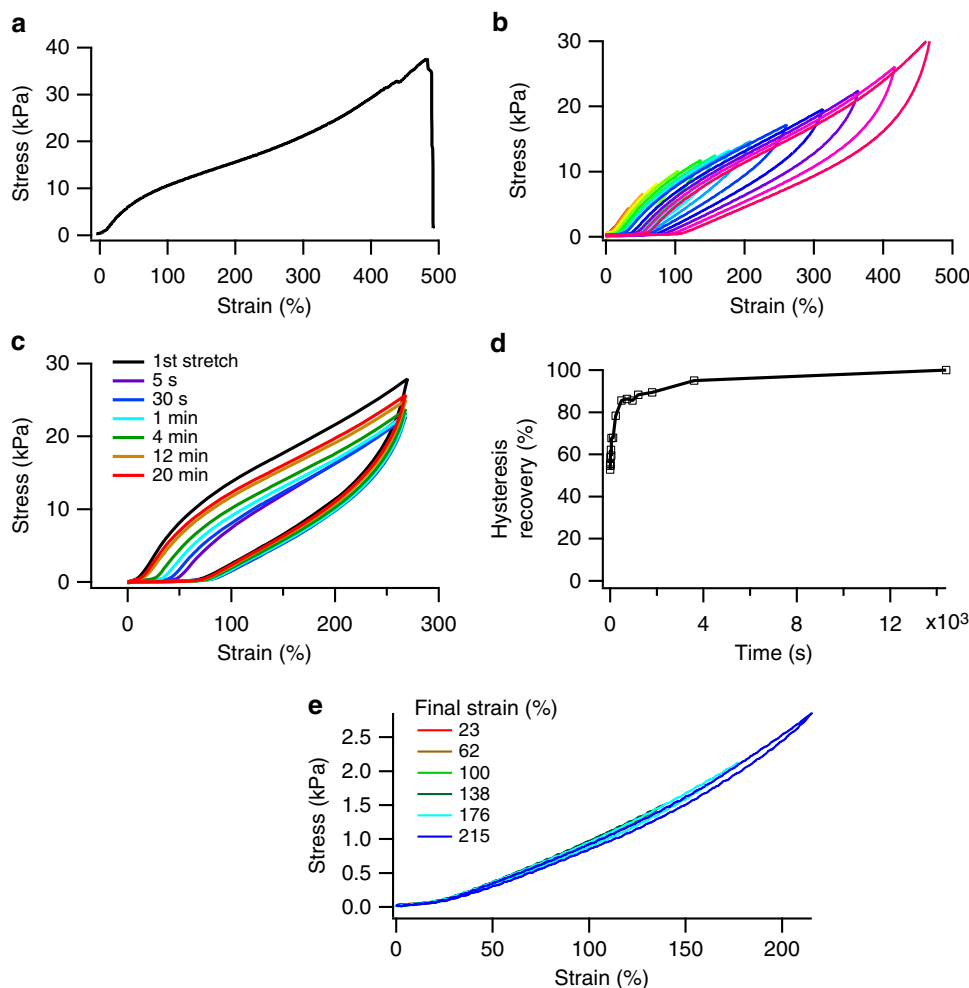 a
40
30
20
10
0
Stress (kPa)
0 100 200 300 400 500
Strain (%)
b
30
20
10
0
Stress (kPa)
0 100 200 300 400 500
Strain (%)
c
30
20
10
0
Stress (kPa)
1st stretch
5 s
30 s
1 min
4 min
12 min
20 min
0 100 200 300
Strain (%)
d
100
80
60
40
20
0
Hysteresis
recovery (%)
0 4 8 12 x10³
Time (s)
e
Final strain (%)
23
62
100
138
176
215
2.5
2.0
1.5
1.0
0.5
0.0
Stress (kPa)
0 50 100 150 200
Strain (%)